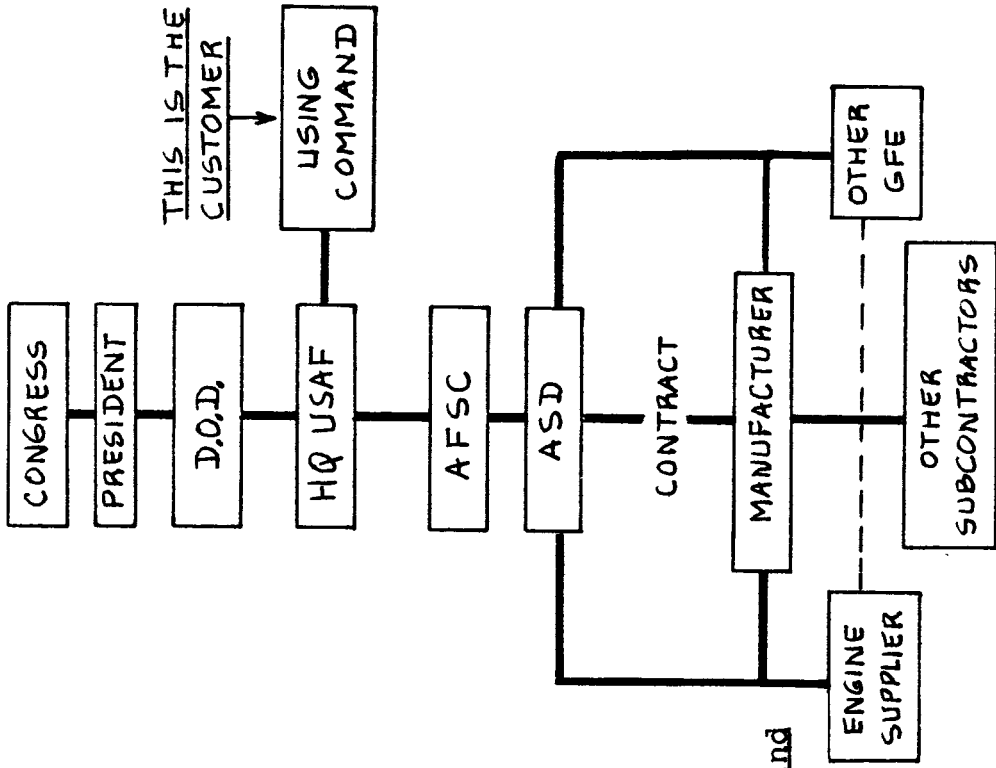 CONGRESS
PRESIDENT
D.O.D.
THIS IS THE
CUSTOMER
HQ USAF
USING
COMMAND
AFSC
ASD
CONTRACT
MANUFACTURER
ENGINE
SUPPLIER
OTHER
GFE
OTHER
SUBCONTRACTORS
nd